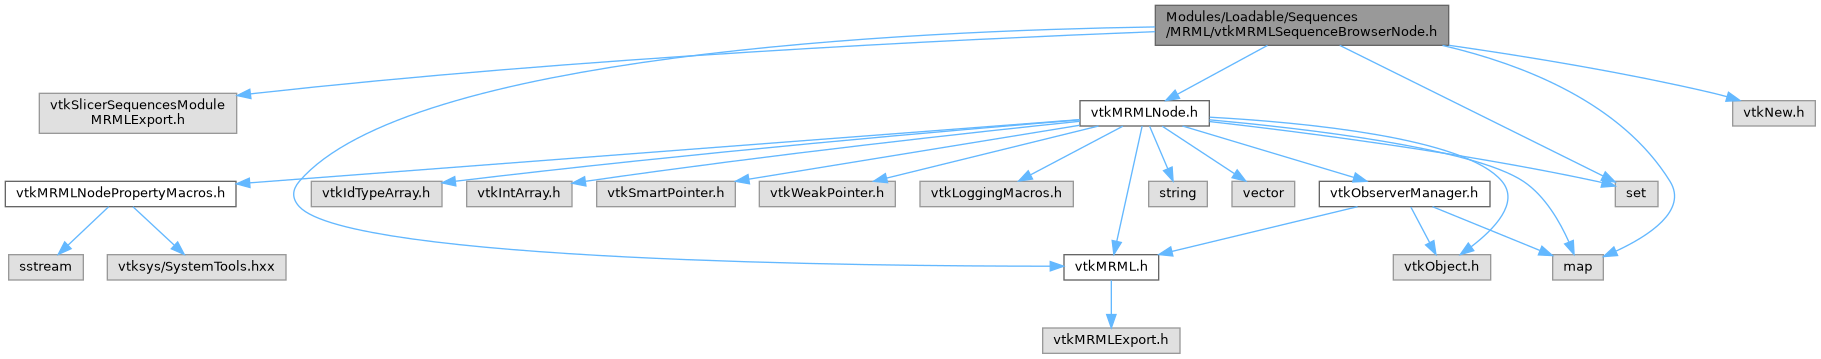 Modules/Loadable/Sequences
/MRML/vtkMRMLSequenceBrowserNode.h
vtkSlicerSequencesModule
MRMLExport.h
vtkMRMLNode.h
vtkNew.h
vtkMRMLNodePropertyMacros.h
vtkIdTypeArray.h
vtkIntArray.h
vtkSmartPointer.h
vtkWeakPointer.h
vtkLoggingMacros.h
string
vector
vtkObserverManager.h
set
sstream
vtksys/SystemTools.hxx
vtkMRML.h
vtkObject.h
map
vtkMRMLExport.h